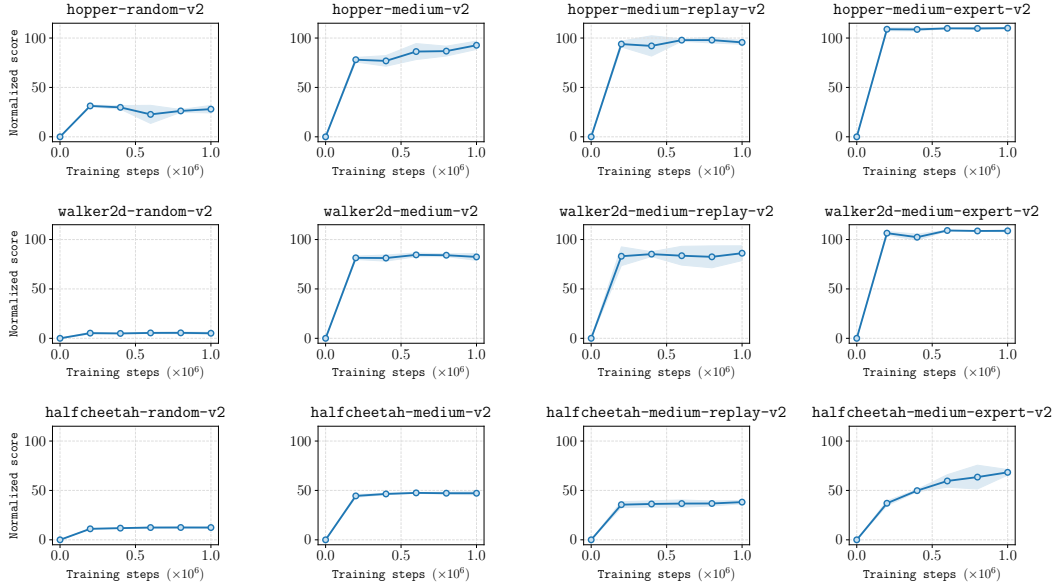 hopper-random-v2
hopper-medium-v2
hopper-medium-replay-v2
hopper-medium-expert-v2
Normalized score
100
50
0
100
50
0
100
50
0
100
50
0
0.0 0.5 1.0
0.0 0.5 1.0
0.0 0.5 1.0
0.0 0.5 1.0
Training steps (×10⁶)
Training steps (×10⁶)
Training steps (×10⁶)
Training steps (×10⁶)
walker2d-random-v2
walker2d-medium-v2
walker2d-medium-replay-v2
walker2d-medium-expert-v2
Normalized score
100
50
0
100
50
0
100
50
0
100
50
0
0.0 0.5 1.0
0.0 0.5 1.0
0.0 0.5 1.0
0.0 0.5 1.0
Training steps (×10⁶)
Training steps (×10⁶)
Training steps (×10⁶)
Training steps (×10⁶)
halfcheetah-random-v2
halfcheetah-medium-v2
halfcheetah-medium-replay-v2
halfcheetah-medium-expert-v2
Normalized score
100
50
0
100
50
0
100
50
0
100
50
0
0.0 0.5 1.0
0.0 0.5 1.0
0.0 0.5 1.0
0.0 0.5 1.0
Training steps (×10⁶)
Training steps (×10⁶)
Training steps (×10⁶)
Training steps (×10⁶)